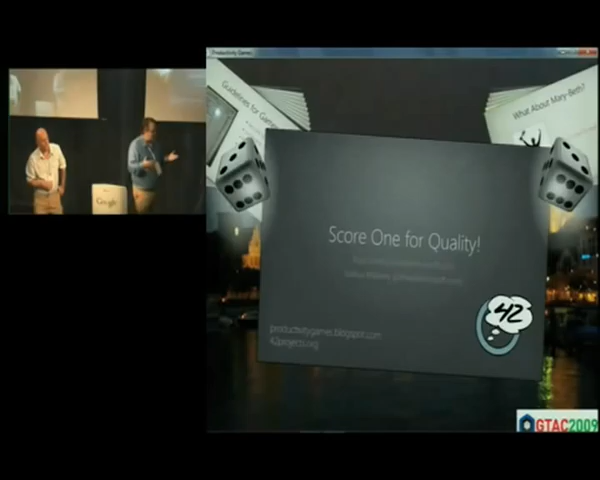 Productivity Games
Guidelines for
What About Mary-Beth?
Google
Score One for Quality!
42
productivitygames.blogspot.com
42projects.org
GTAC2009